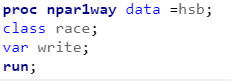 proc npar1way data =hsb;
class race;
var write;
run;